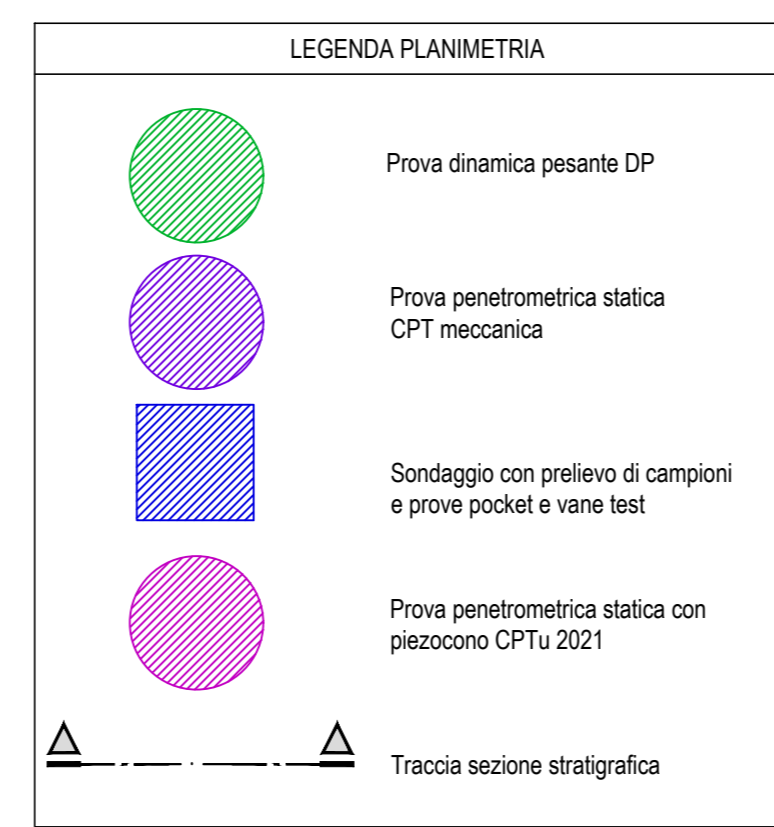 LEGENDA PLANIMETRIA
Prova dinamica pesante DP
Prova penetrometrica statica
CPT meccanica
Sondaggio con prelievo di campioni
e prove pocket e vane test
Prova penetrometrica statica con
piezocono CPTu 2021
Traccia sezione stratigrafica